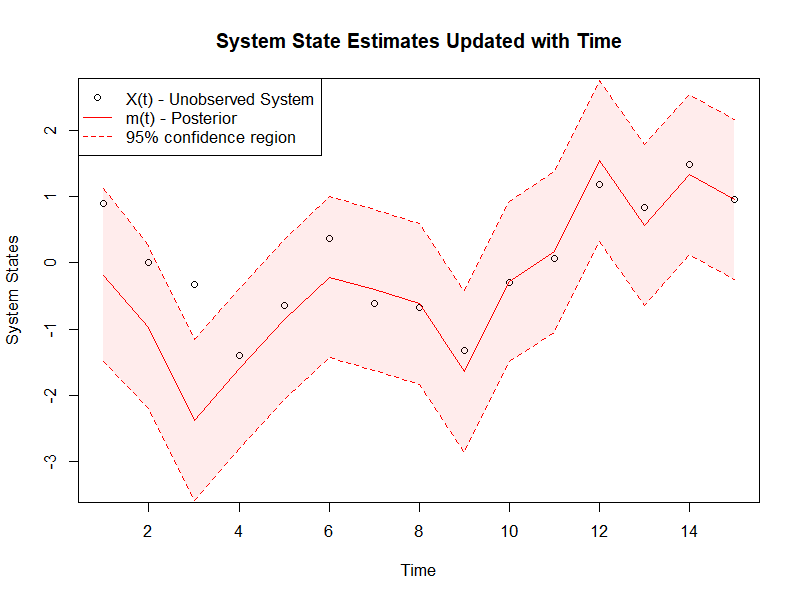 System State Estimates Updated with Time
X(t) - Unobserved System
m(t) - Posterior
95% confidence region
System States
2
1
0
-1
-2
-3
2 4 6 8 10 12 14
Time